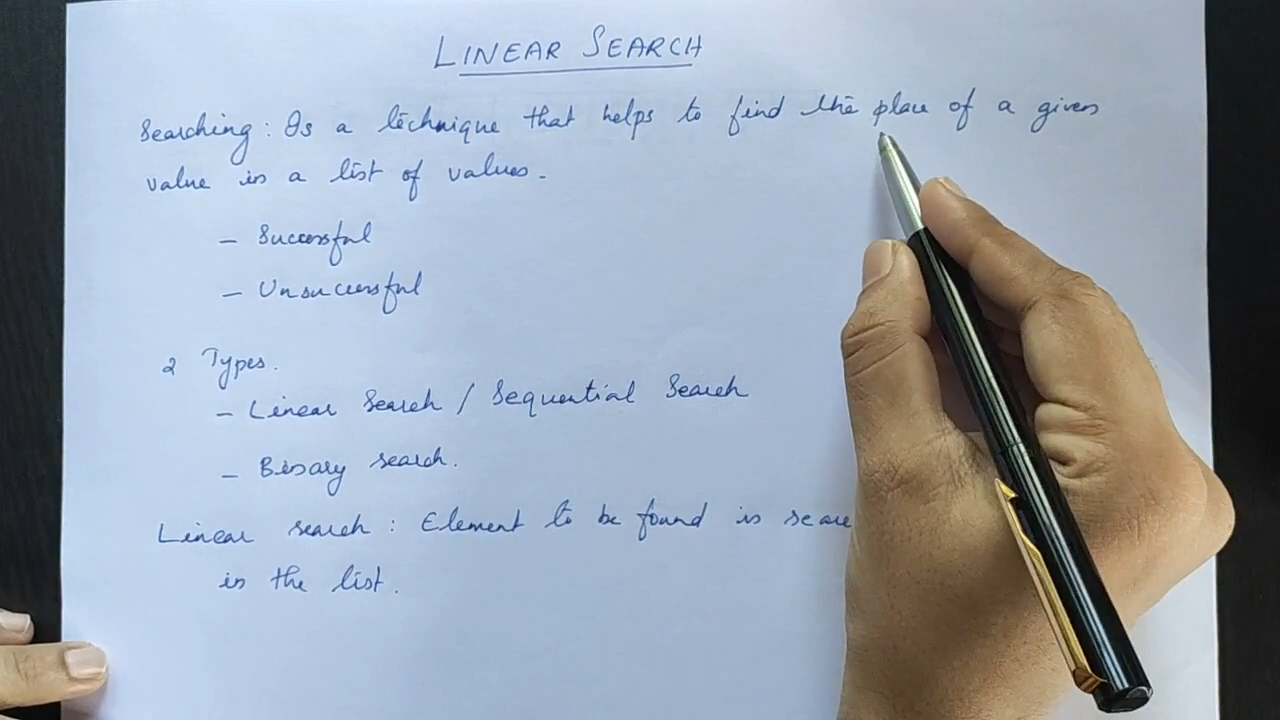 LINEAR SEARCH
Searching: Is a technique that helps to find the place of a given
value in a list of values.
- Successful
- Unsuccessful
2 Types.
- Linear Search / Sequential Search
- Binary search.
Linear search: Element to be found is
in the list.